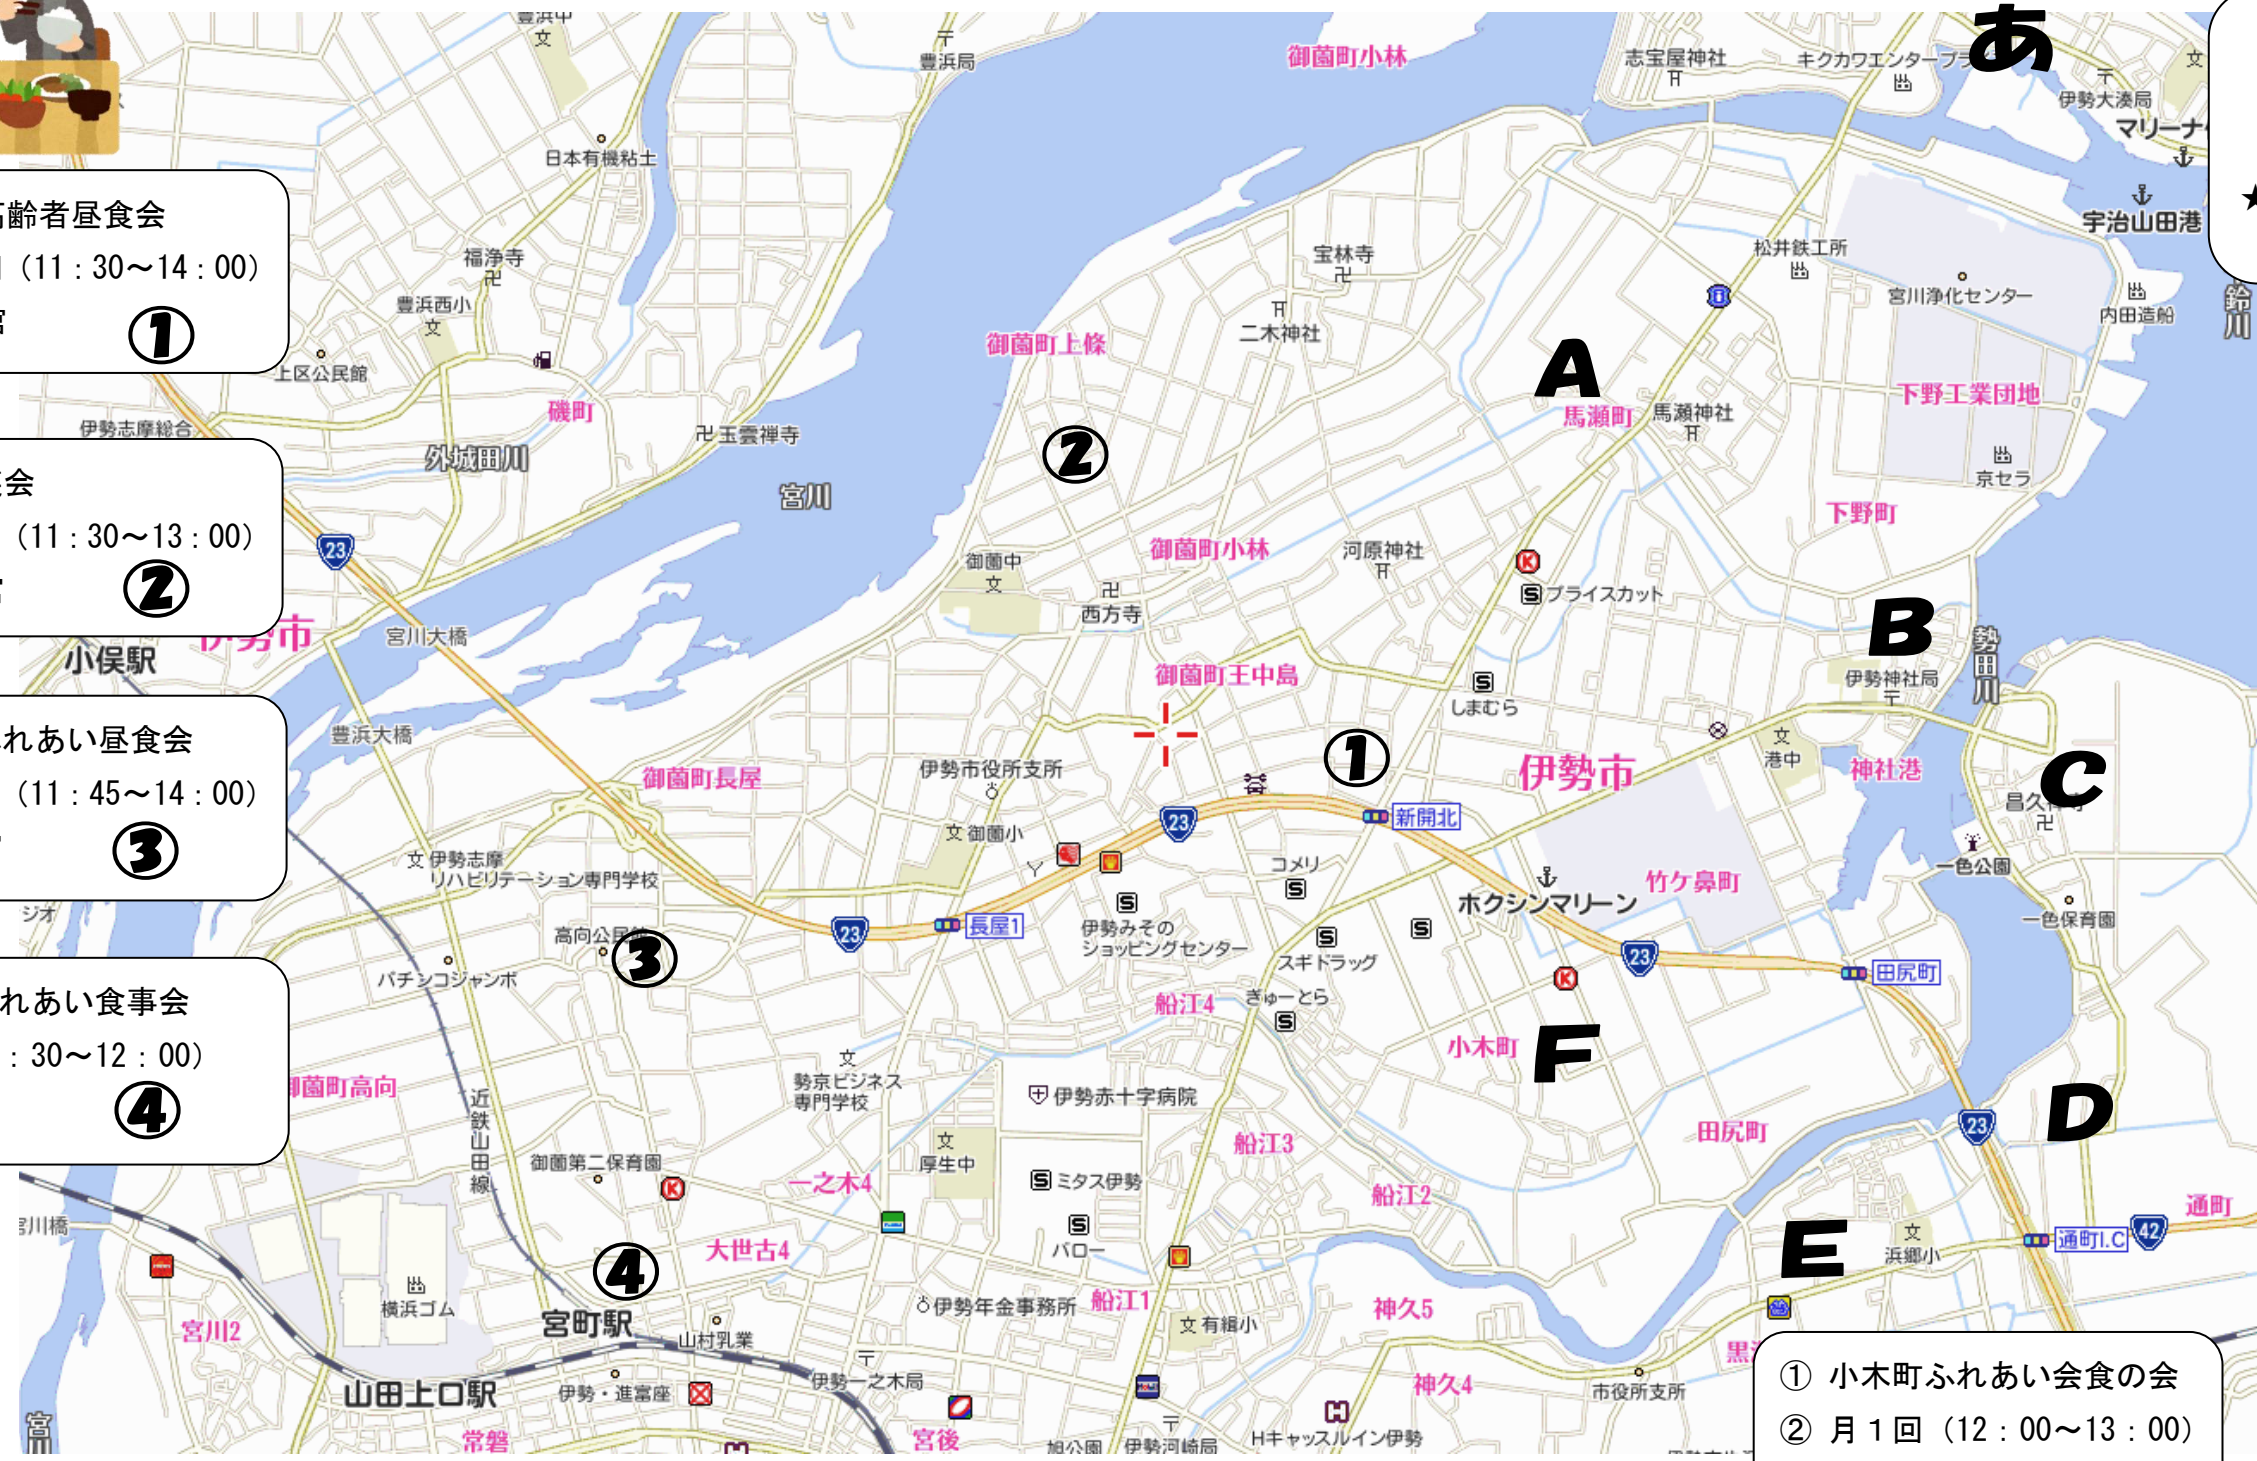 豊浜中
豊浜局
御薗町小林
志宝屋神社
あ
伊勢大湊局
日本有機粘土
宇治山田港
高齢者昼食会
(11:30～14:00)
①
福浄寺
豊浜西小
上区公民館
磯町
伊勢志摩総合
外城田川
玉雲禅寺
宮川
御薗町上條
宝林寺
二木神社
②
松井鉄工所
宮川浄化センター
内田造船
A
馬瀬町
馬瀬神社
下野工業団地
京セラ
下野町
(11:30～13:00)
②
23
伊勢市
小俣駅
宮川大橋
御薗中
御薗町小林
西方寺
河原神社
プライスカット
B
伊勢神社局
勢田川
御薗町王中島
しまむら
れあい昼食会
(11:45～14:00)
③
豊浜大橋
御薗町長屋
伊勢市役所支所
①
伊勢市
港中
神社港
C
一色公園
一色保育園
新開北
23
御薗小
コメリ
伊勢志摩
リハビリテーション専門学校
高向公民館
③
23
長屋1
伊勢みその
ショッピングセンター
スギドラッグ
ホクシンマリーン
竹ケ鼻町
23
田尻町
パチンコジャンボ
船江4
ぎゅーとら
小木町
F
れあい食事会
:30～12:00)
④
御薗町高向
近鉄山田線
勢京ビジネス
専門学校
伊勢赤十字病院
船江3
田尻町
23
D
御薗第二保育園
一之木4
厚生中
ミタス伊勢
船江2
通町
宮川橋
大世古4
バロー
E
浜郷小
通町I.C
42
④
横浜ゴム
宮町駅
伊勢年金事務所
船江1
神久5
宮川2
山村乳業
有緝小
山田上口駅
伊勢・進富座
伊勢一之木局
神久4
市役所支所
常磐
宮後
旭公園
伊勢河崎局
Hキャッスルイン伊勢
宮川
① 小木町ふれあい会食の会
② 月1回 (12:00～13:00)